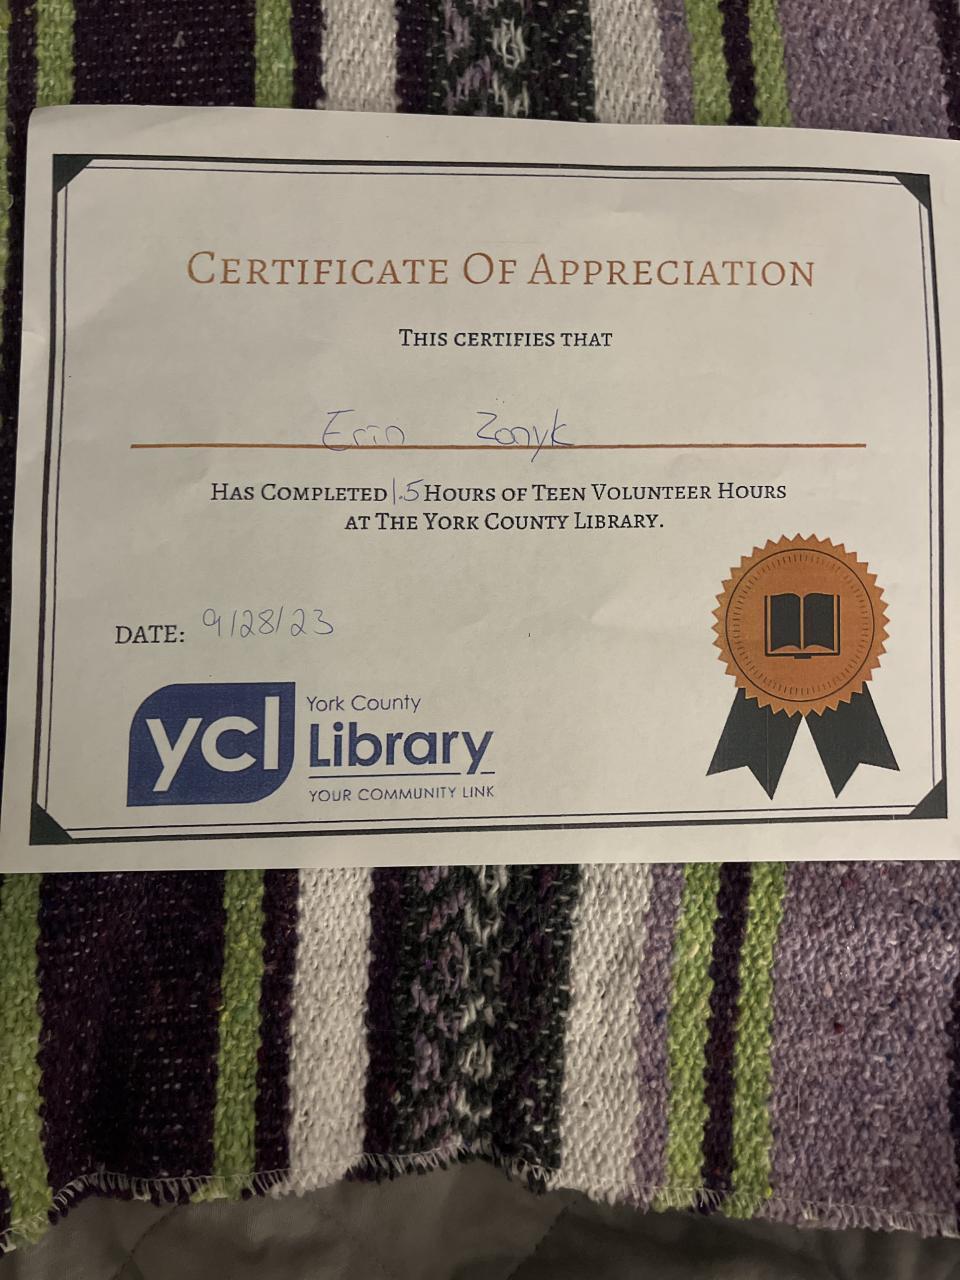 Certificate Of Appreciation
This certifies that
Erin Zonyk
Has Completed 1.5 Hours of Teen Volunteer Hours
at The York County Library.
Date: 9/28/23
ycl
York County
Library
YOUR COMMUNITY LINK